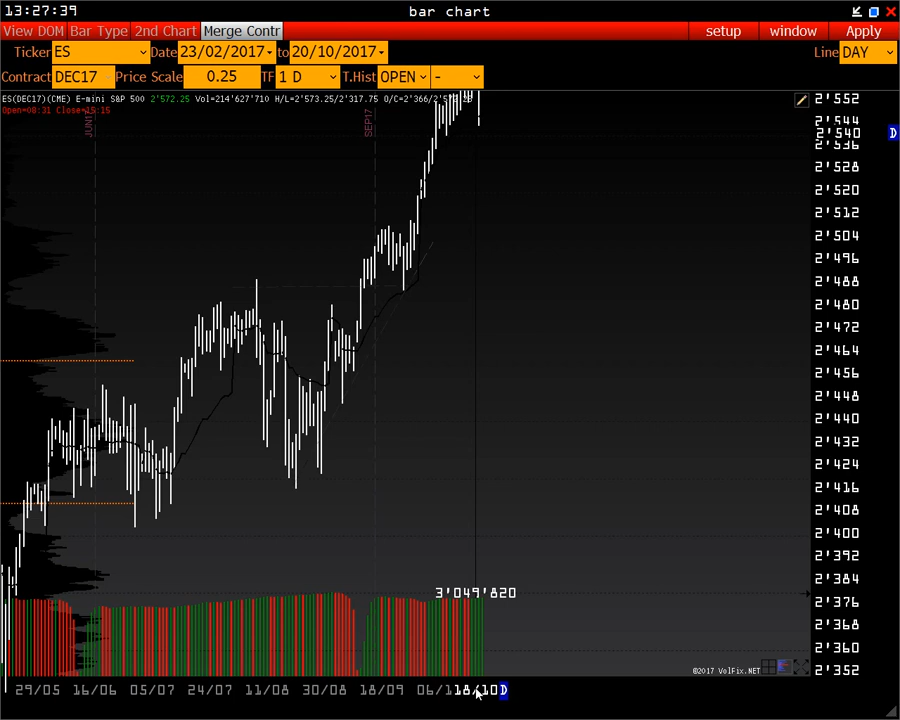 13:27:39 bar chart
View DOM Bar Type 2nd Chart Merge Contr setup window Apply
Ticker ES Date 23/02/2017 to 20/10/2017 Line DAY
Contract DEC17 Price Scale 0.25 TF 1 D T.Hist OPEN -
ES(DEC17)(CME) E-mini S&P 500 2'572.25 Vol=214'627'710 H/L=2'573.25/2'317.75 O/C=2'366/
Open=08:31 Close=15:15
SEP17
2'552
2'544
2'540 D
2'536
2'528
2'520
2'512
2'504
2'496
2'488
2'480
2'472
2'464
2'456
2'448
2'440
2'432
2'424
2'416
2'408
2'400
2'392
2'384
3'049'820
2'376
2'368
2'360
©2017 VolFix.NET
2'352
29/05 16/06 05/07 24/07 11/08 30/08 18/09 18/10 D